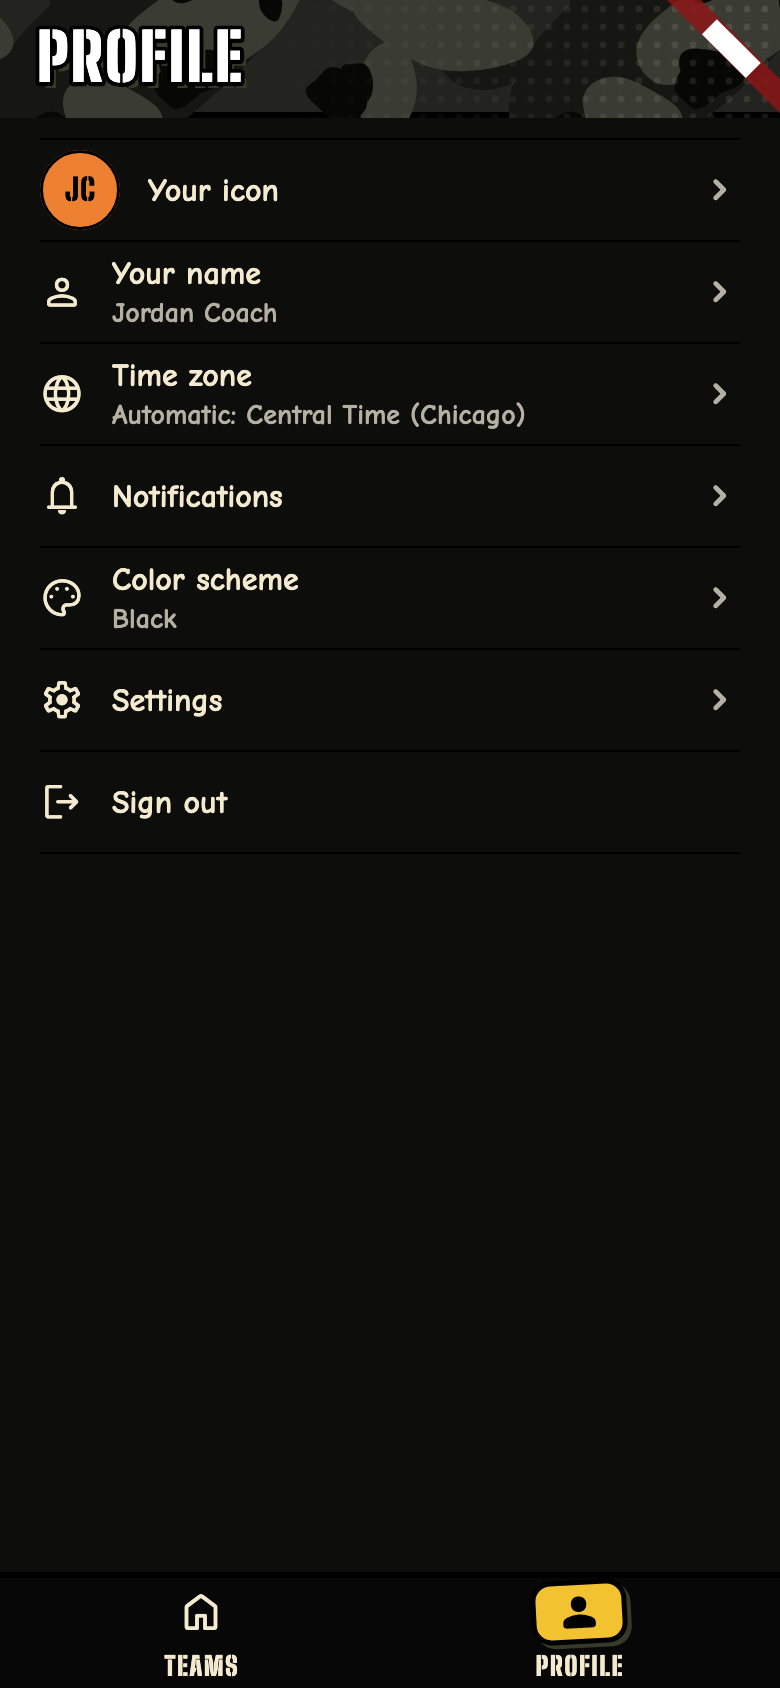 PROFILE
JC
Your icon
Your name
Jordan Coach
Time zone
Automatic: Central Time (Chicago)
Notifications
Color scheme
Black
Settings
Sign out
TEAMS
PROFILE